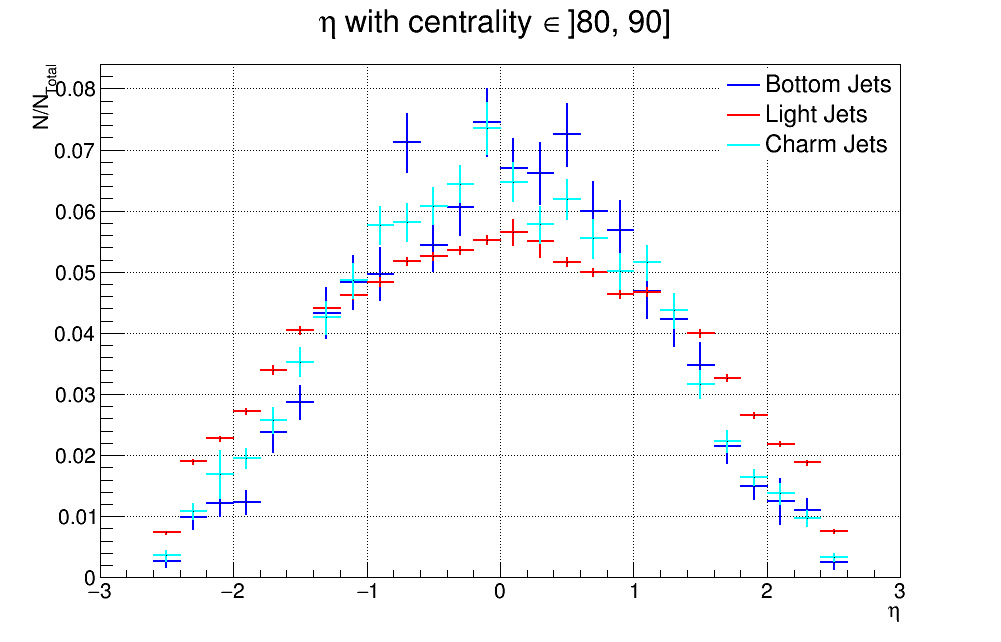 η with centrality ∈ ]80, 90]
N/N_Total
Bottom Jets
Light Jets
Charm Jets
0.08
0.07
0.06
0.05
0.04
0.03
0.02
0.01
0
−3 −2 −1 0 1 2 3
η